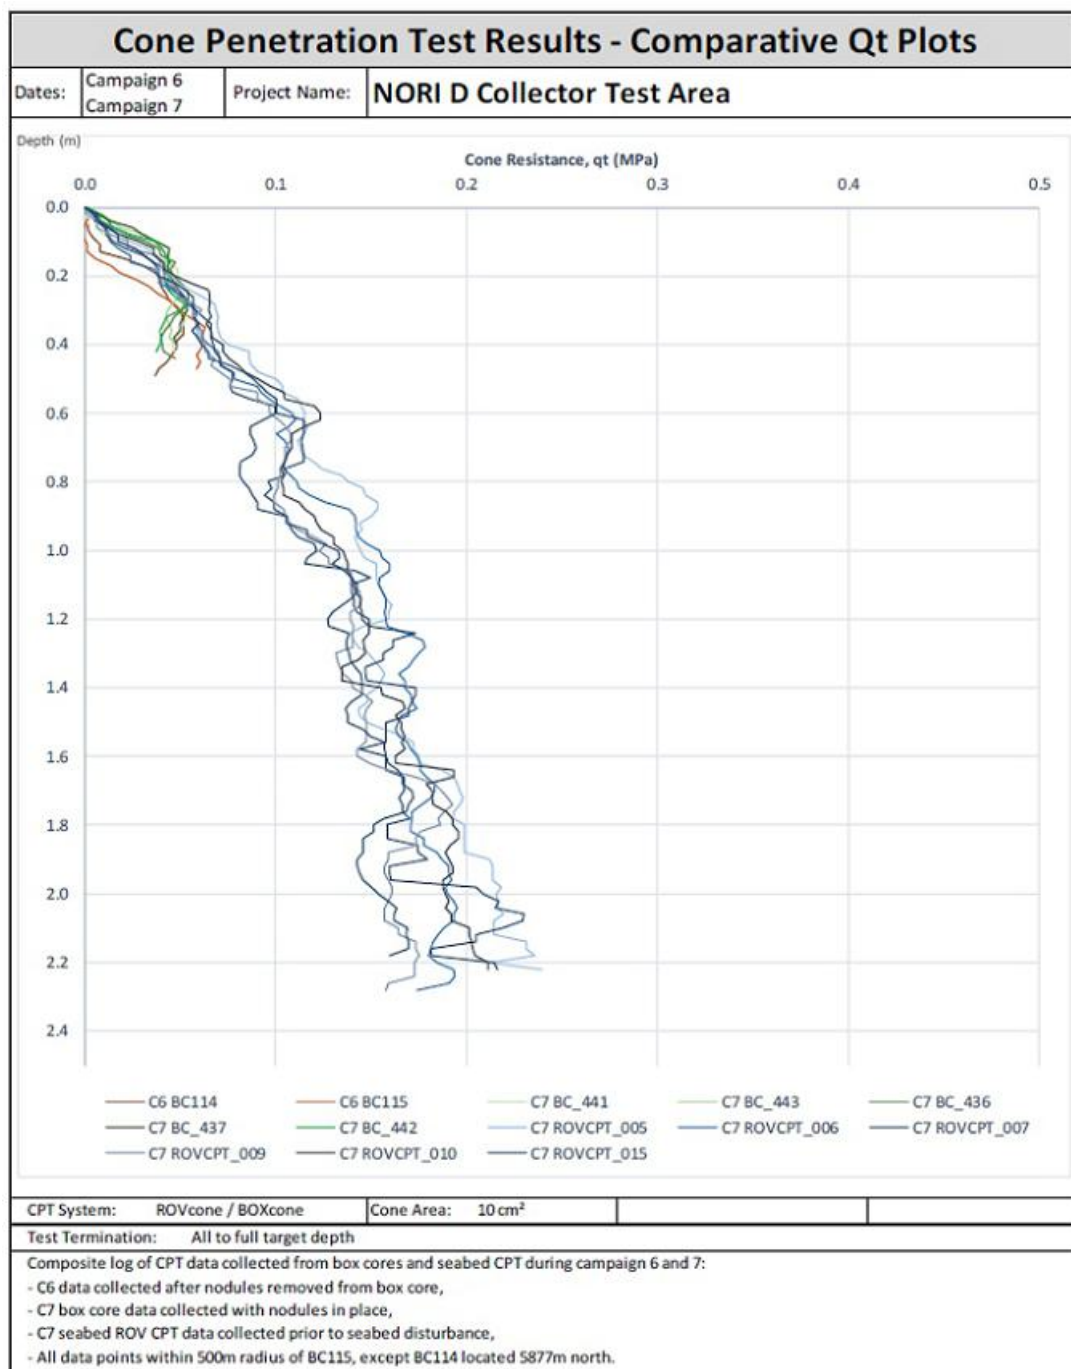 Cone Penetration Test Results - Comparative Qt Plots
Dates: Campaign 6 Project Name: NORI D Collector Test Area
Campaign 7
Depth (m)
Cone Resistance, qt (MPa)
0.0 0.1 0.2 0.3 0.4 0.5
0.0
0.2
0.4
0.6
0.8
1.0
1.2
1.4
1.6
1.8
2.0
2.2
2.4
C6 BC114 C6 BC115 C7 BC_441 C7 BC_443 C7 BC_436
C7 BC_437 C7 BC_442 C7 ROVCPT_005 C7 ROVCPT_006 C7 ROVCPT_007
C7 ROVCPT_009 C7 ROVCPT_010 C7 ROVCPT_015
CPT System: ROVcone / BOXcone Cone Area: 10 cm²
Test Termination: All to full target depth
Composite log of CPT data collected from box cores and seabed CPT during campaign 6 and 7:
- C6 data collected after nodules removed from box core,
- C7 box core data collected with nodules in place,
- C7 seabed ROV CPT data collected prior to seabed disturbance,
- All data points within 500m radius of BC115, except BC114 located 5877m north.